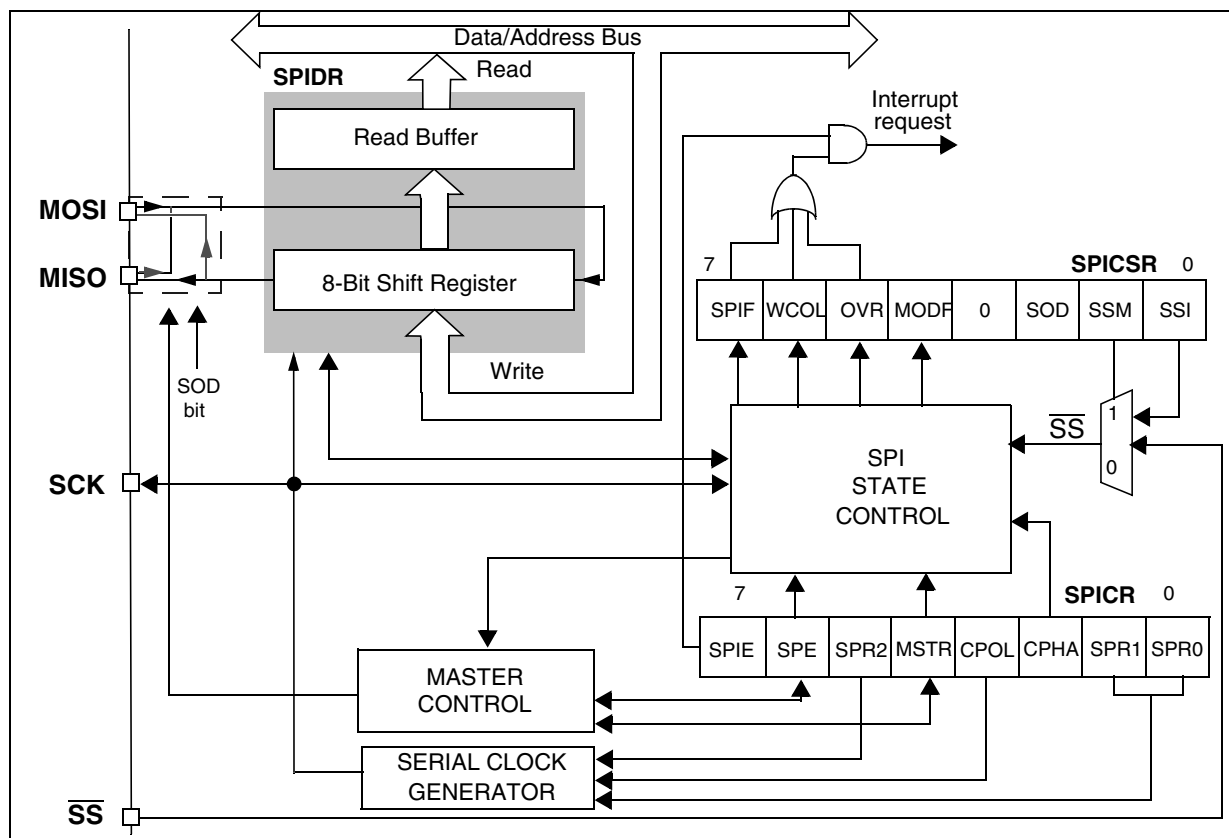 Data/Address Bus
Read
SPIDR
Read Buffer
Interrupt
request
MOSI
MISO
8-Bit Shift Register
Write
SOD
bit
7
SPICSR
0
SPIF
WCOL
OVR
MODF
0
SOD
SSM
SSI
1
0
SS
SPI
STATE
CONTROL
SCK
7
SPICR
0
SPIE
SPE
SPR2
MSTR
CPOL
CPHA
SPR1
SPR0
MASTER
CONTROL
SERIAL CLOCK
GENERATOR
SS